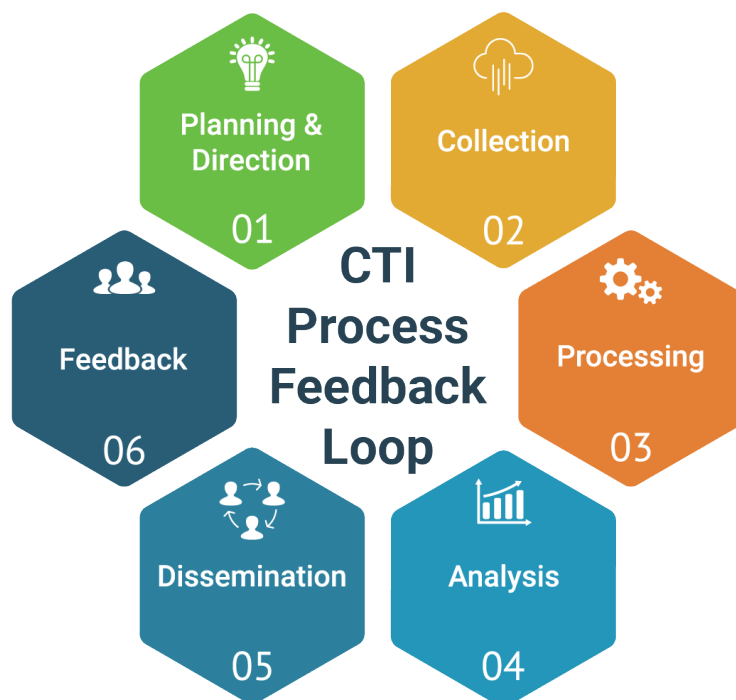 Planning &
Direction
01
Collection
02
CTI
Process
Feedback
Loop
Processing
03
Analysis
04
Dissemination
05
Feedback
06